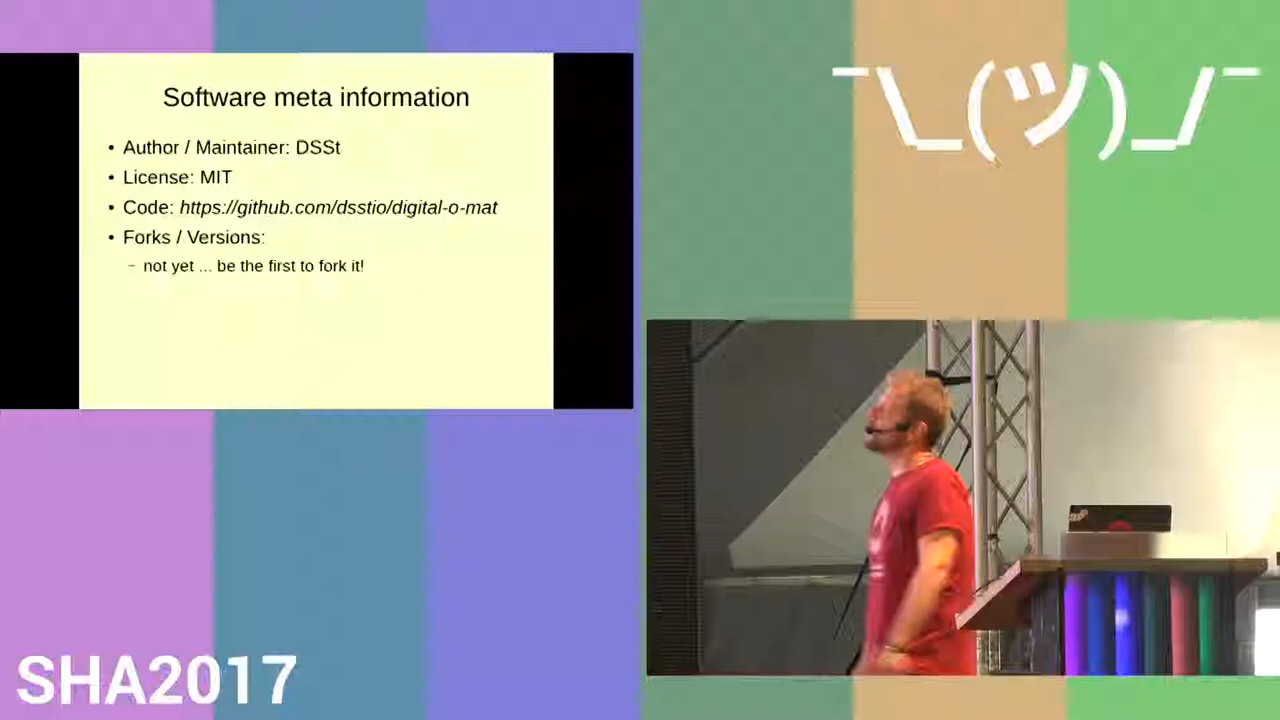 Software meta information
• Author / Maintainer: DSSt
• License: MIT
• Code: https://github.com/dsstio/digital-o-mat
• Forks / Versions:
– not yet ... be the first to fork it!
¯\_(ツ)_/¯
SHA2017